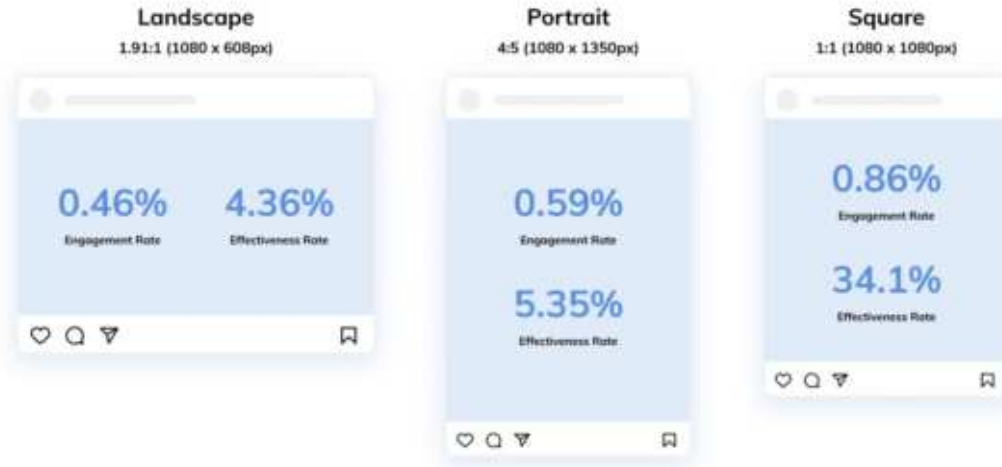 Landscape
1.91:1 (1080 x 608px)
0.46%
Engagement Rate
4.36%
Effectiveness Rate
Portrait
4:5 (1080 x 1350px)
0.59%
Engagement Rate
5.35%
Effectiveness Rate
Square
1:1 (1080 x 1080px)
0.86%
Engagement Rate
34.1%
Effectiveness Rate